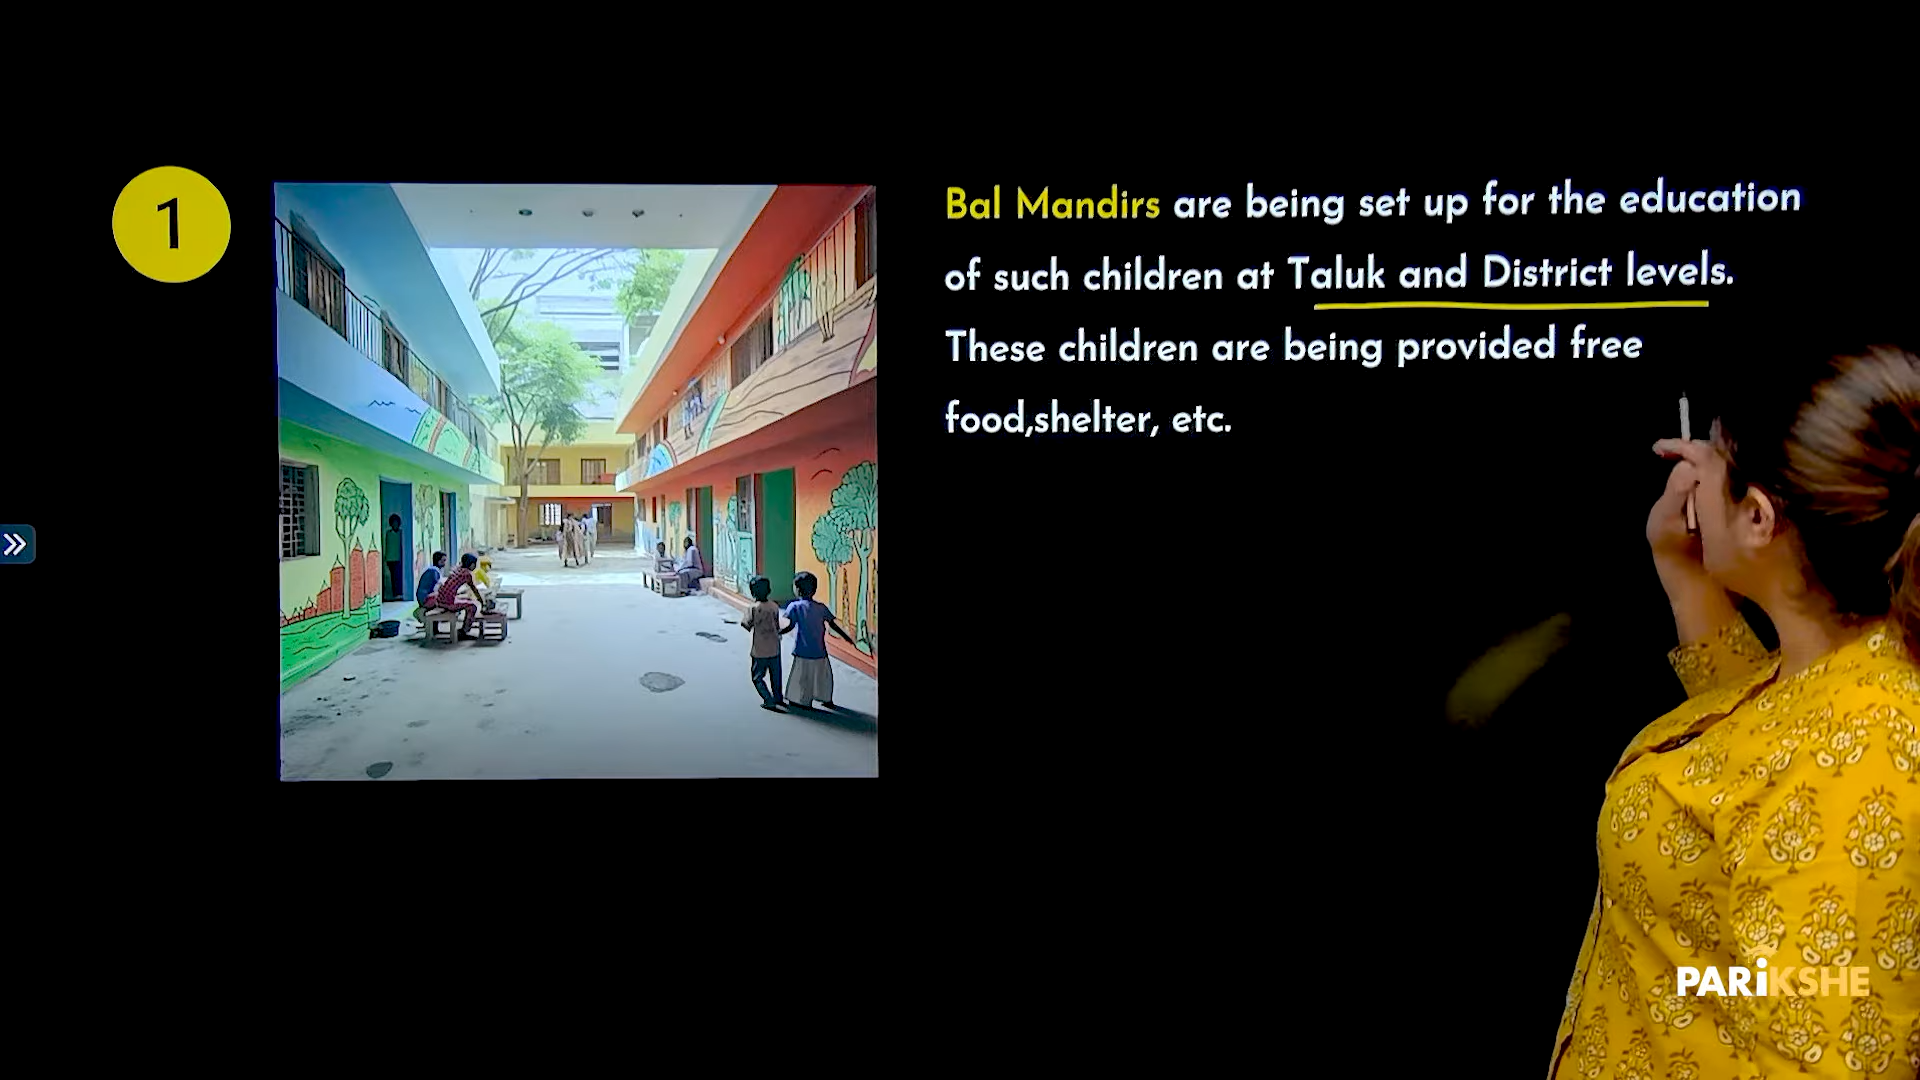 1
Bal Mandirs are being set up for the education
of such children at Taluk and District levels.
These children are being provided free
food,shelter, etc.
PARiKSHE